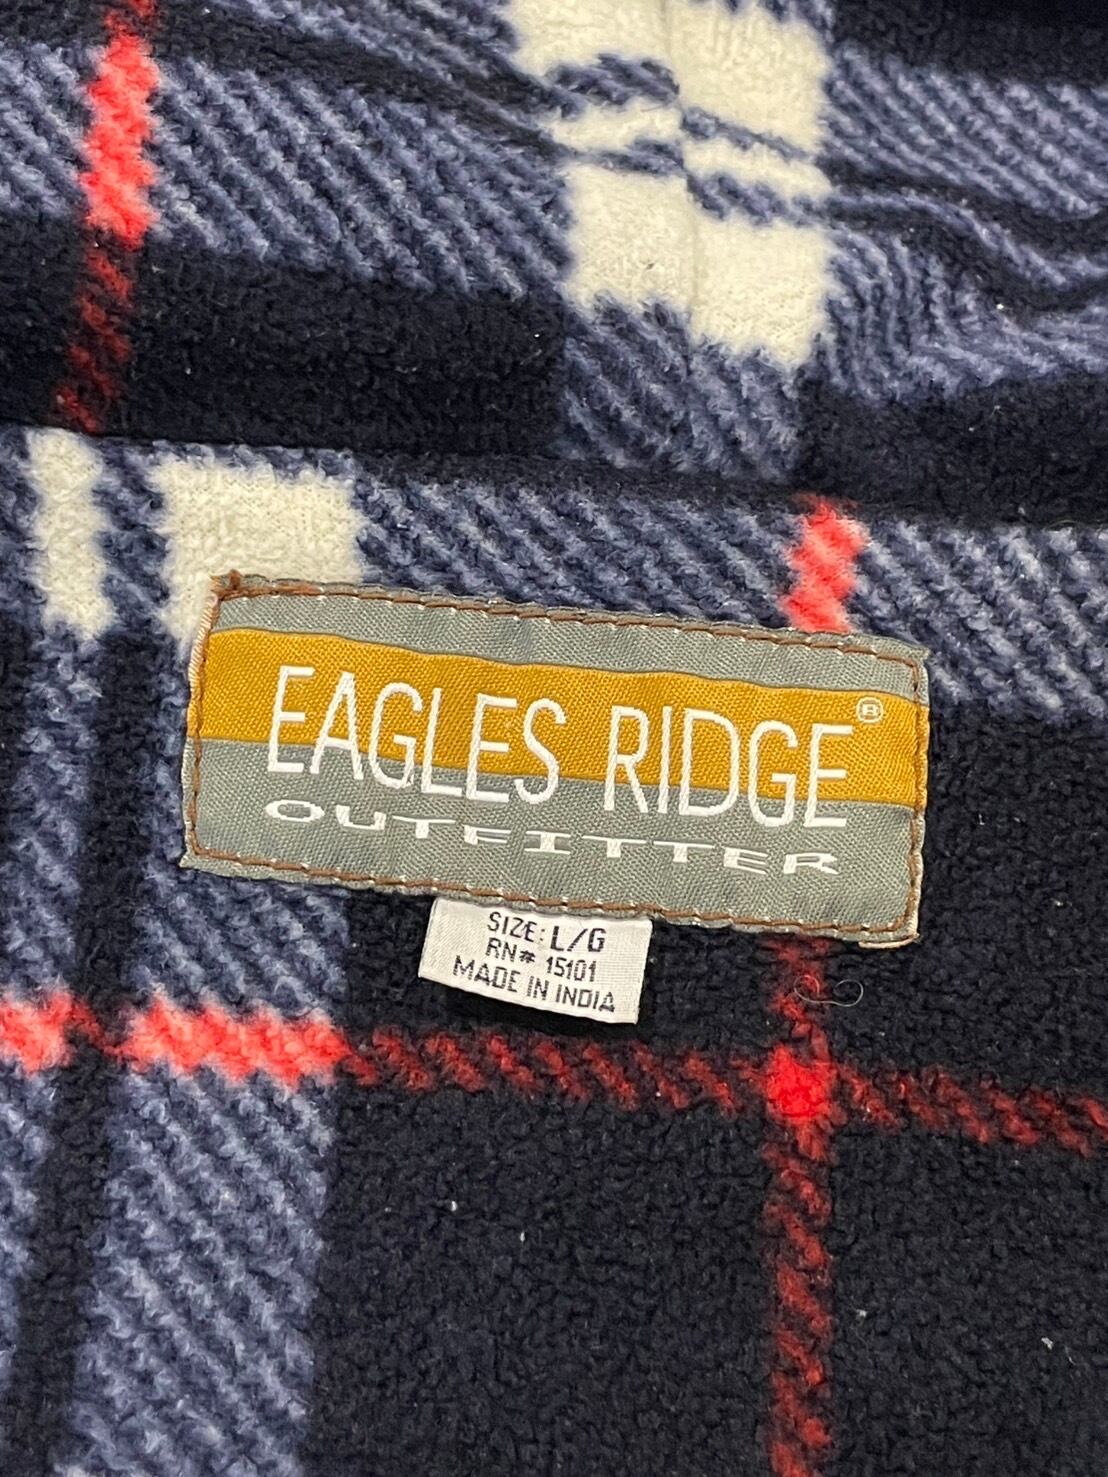 EAGLES RIDGE®
OUTFITTER
SIZE: L/G
RN# 15101
MADE IN INDIA